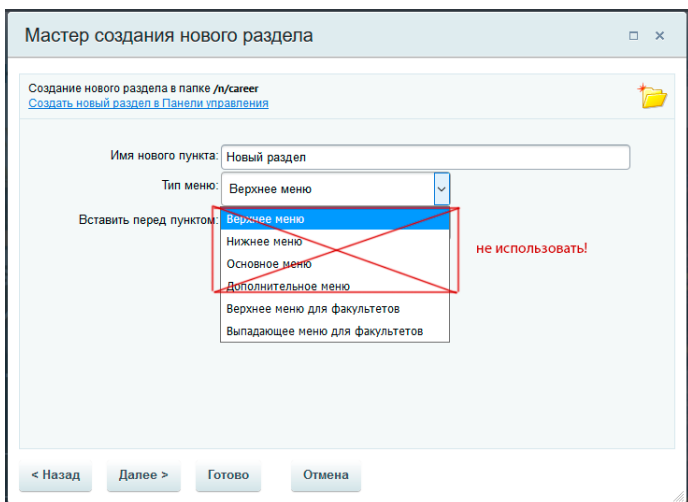 Мастер создания нового раздела
Создание нового раздела в папке /n/career
Создать новый раздел в Панели управления
Имя нового пункта: Новый раздел
Тип меню: Верхнее меню
Вставить перед пунктом: Верхнее меню
Нижнее меню
не использовать!
Основное меню
Дополнительное меню
Верхнее меню для факультетов
Выпадающее меню для факультетов
< Назад Далее > Готово Отмена